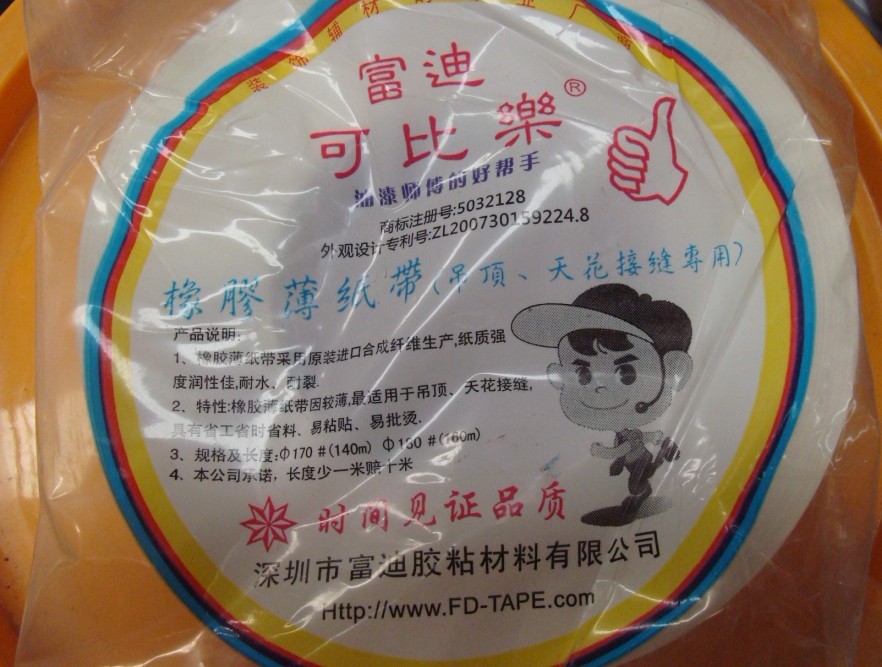 装饰辅材
富迪
可比樂®
油漆师傅的好帮手
商标注册号:5032128
外观设计专利号:ZL200730159224.8
橡膠薄纸帶(吊頂、天花接缝專用)
产品说明:
1、橡胶薄纸带采用原装进口合成纤维生产,纸质强
度润性佳,耐水、耐裂.
2、特性:橡胶薄纸带因较薄,最适用于吊顶、天花接缝,
具有省工省时省料、易粘贴、易批烫.
3、规格及长度:Φ170 #(140m) Φ180 #(160m)
4、本公司承诺，长度少一米赔十米
时间见证品质
深圳市富迪胶粘材料有限公司
Http://www.FD-TAPE.com